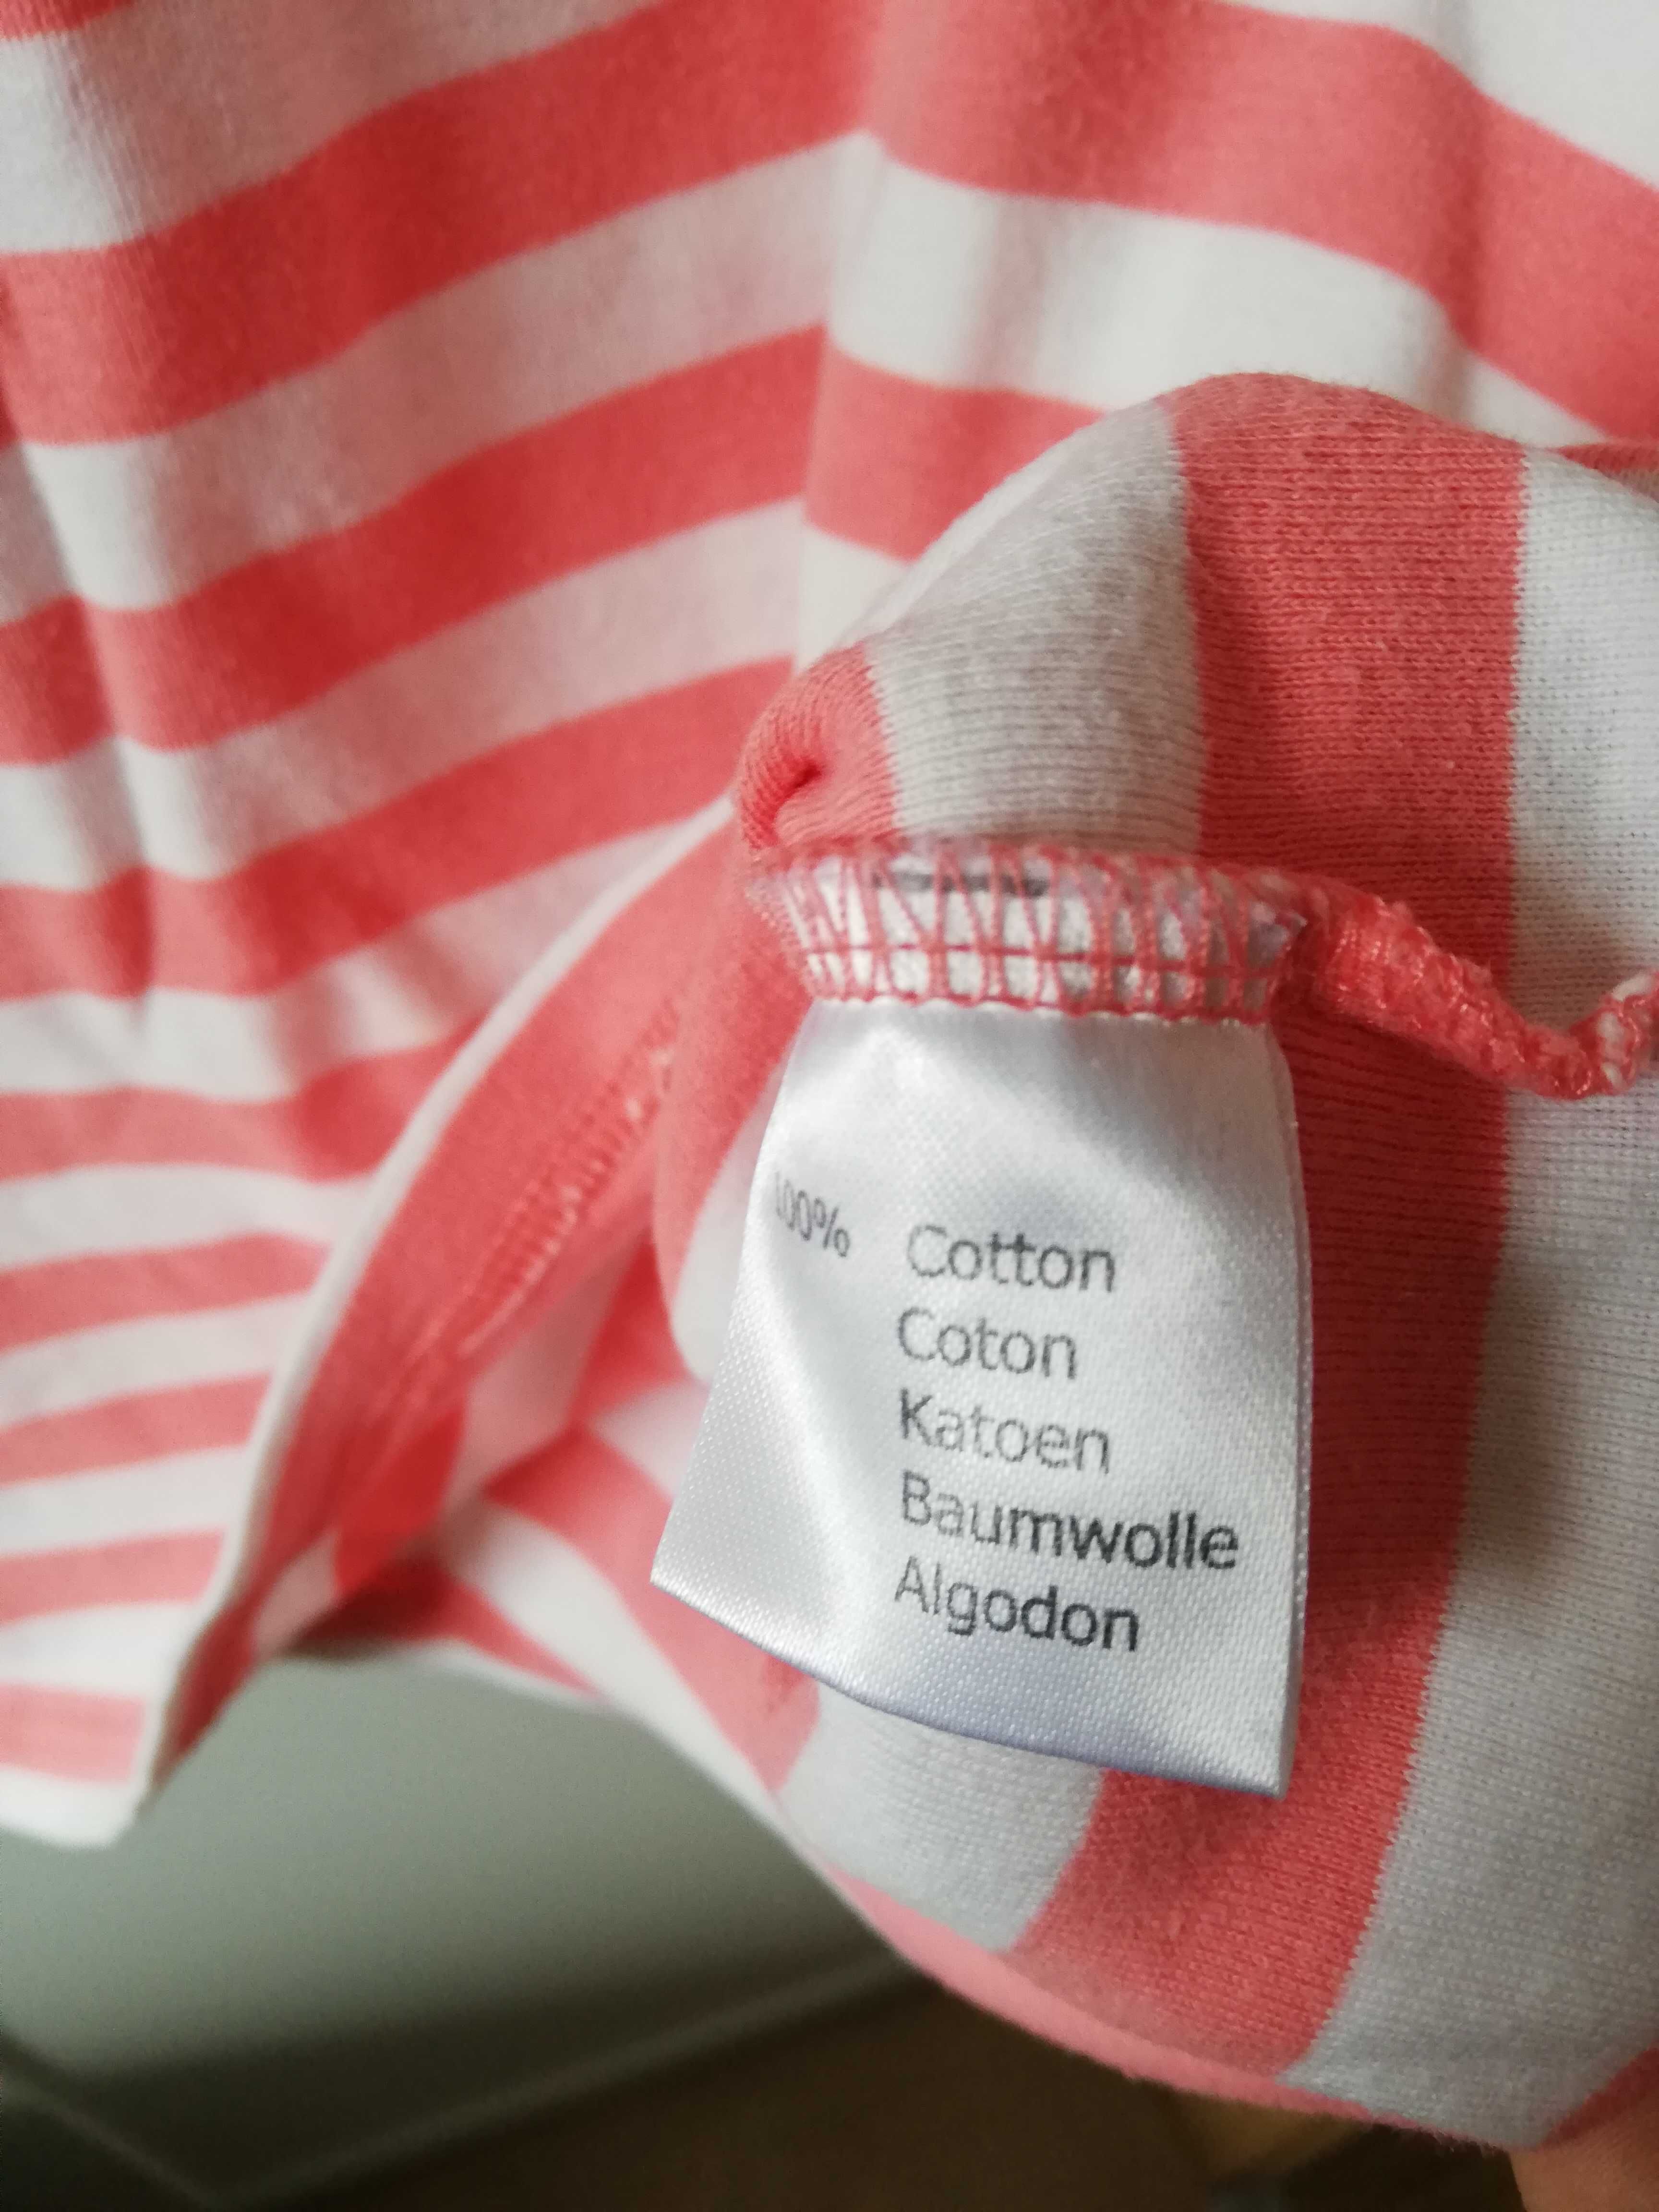 100% Cotton
Coton
Katoen
Baumwolle
Algodon